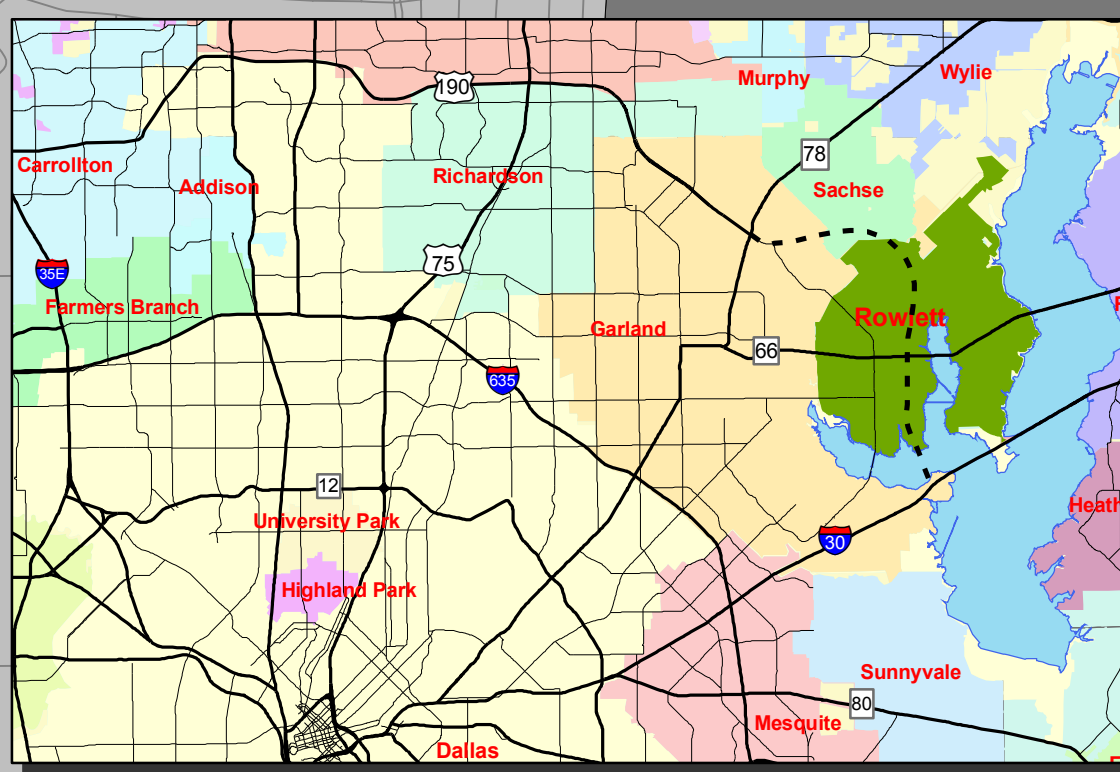 Murphy
Wylie
190
78
Carrollton
Addison
Richardson
Sachse
75
35E
Farmers Branch
Garland
Rowlett
66
635
12
University Park
30
Heath
Highland Park
Sunnyvale
80
Mesquite
Dallas